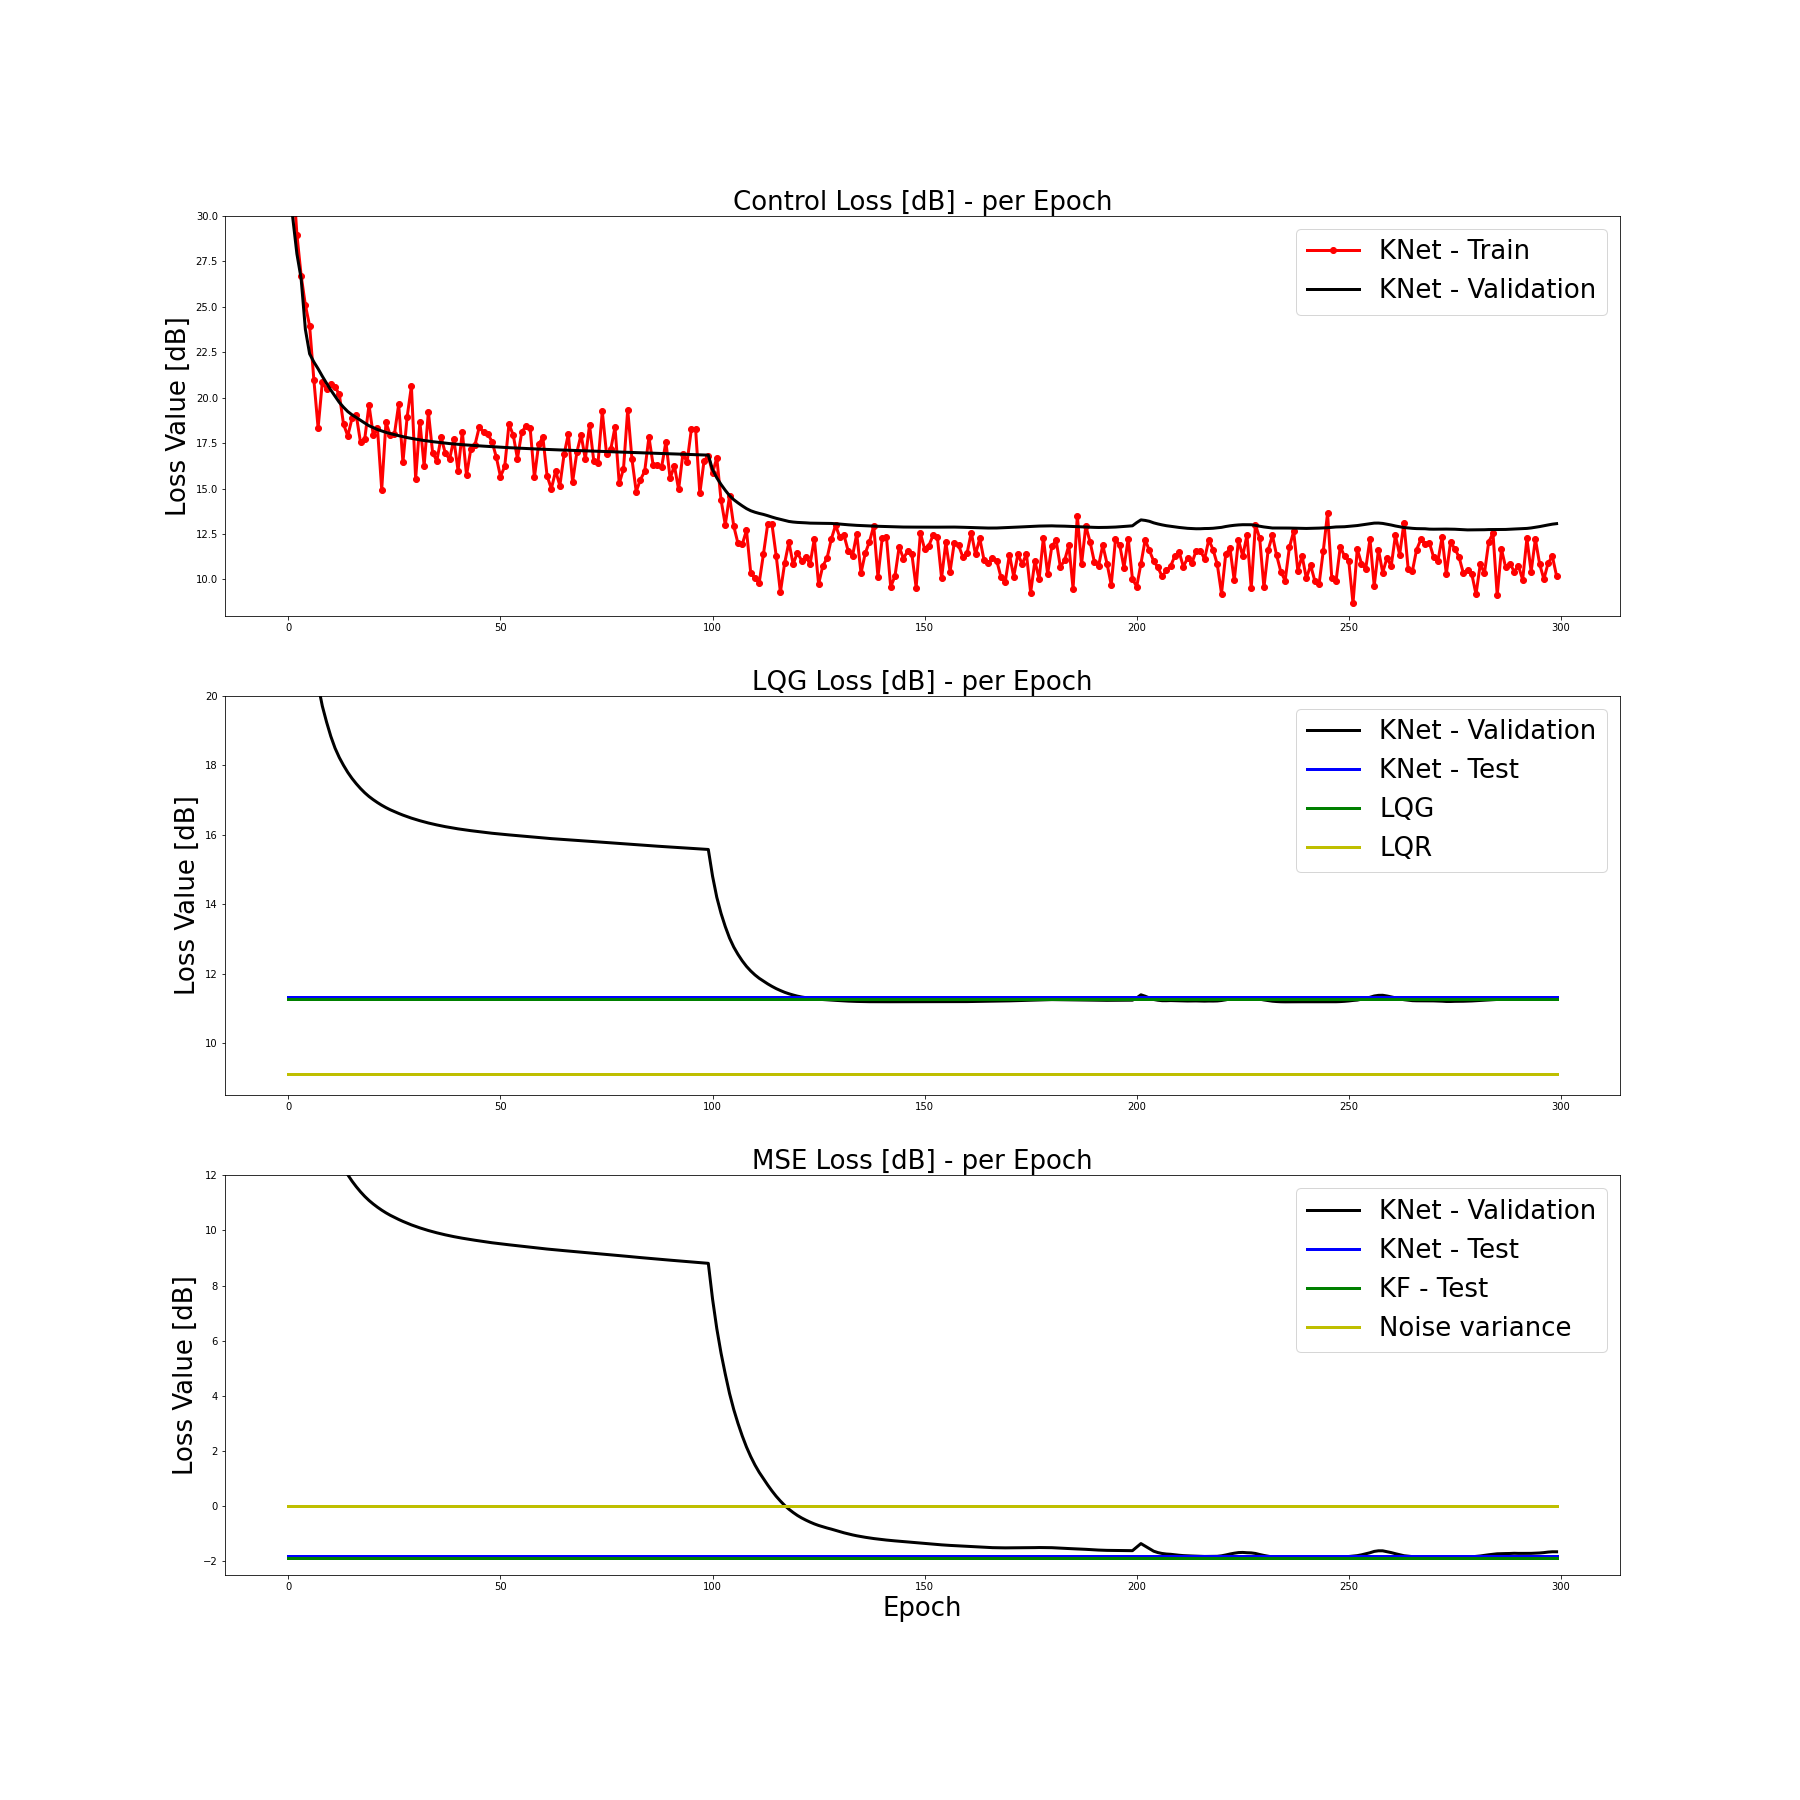 Control Loss [dB] - per Epoch
Loss Value [dB]
30.0
27.5
25.0
22.5
20.0
17.5
15.0
12.5
10.0
KNet - Train
KNet - Validation
0 50 100 150 200 250 300
LQG Loss [dB] - per Epoch
Loss Value [dB]
20
18
16
14
12
10
KNet - Validation
KNet - Test
LQG
LQR
0 50 100 150 200 250 300
MSE Loss [dB] - per Epoch
Loss Value [dB]
12
10
8
6
4
2
0
−2
KNet - Validation
KNet - Test
KF - Test
Noise variance
0 50 100 150 200 250 300
Epoch